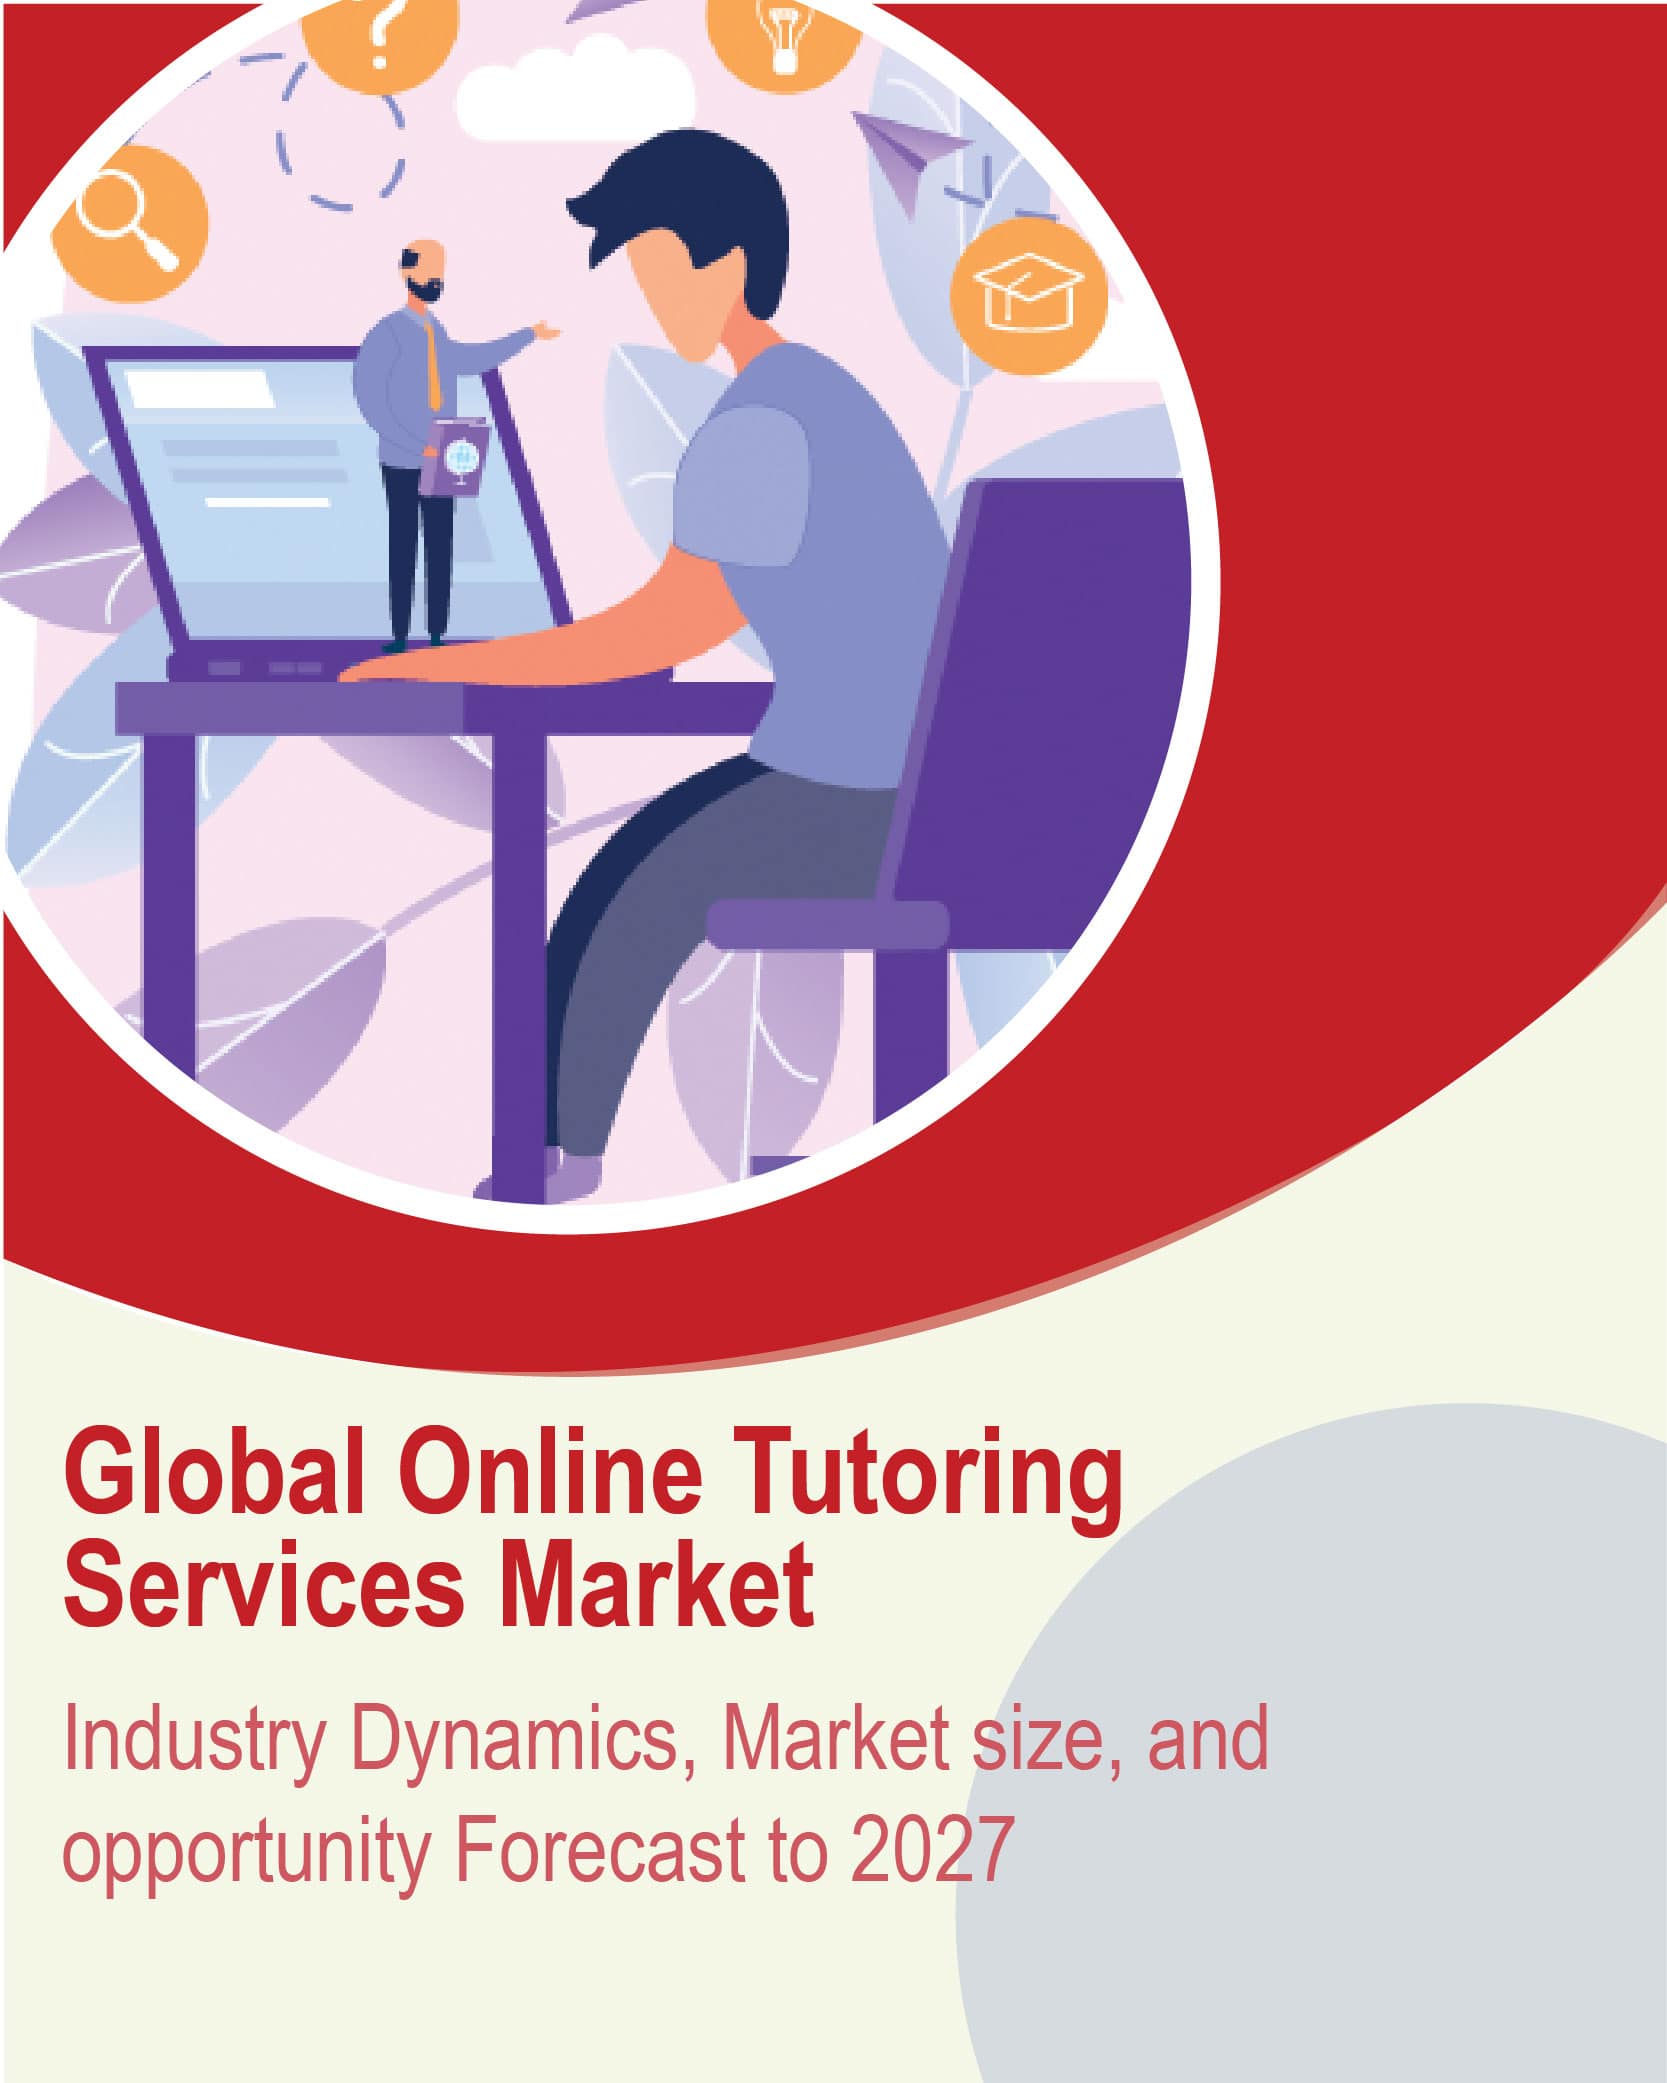 Global Online Tutoring
Services Market
Industry Dynamics, Market size, and
opportunity Forecast to 2027